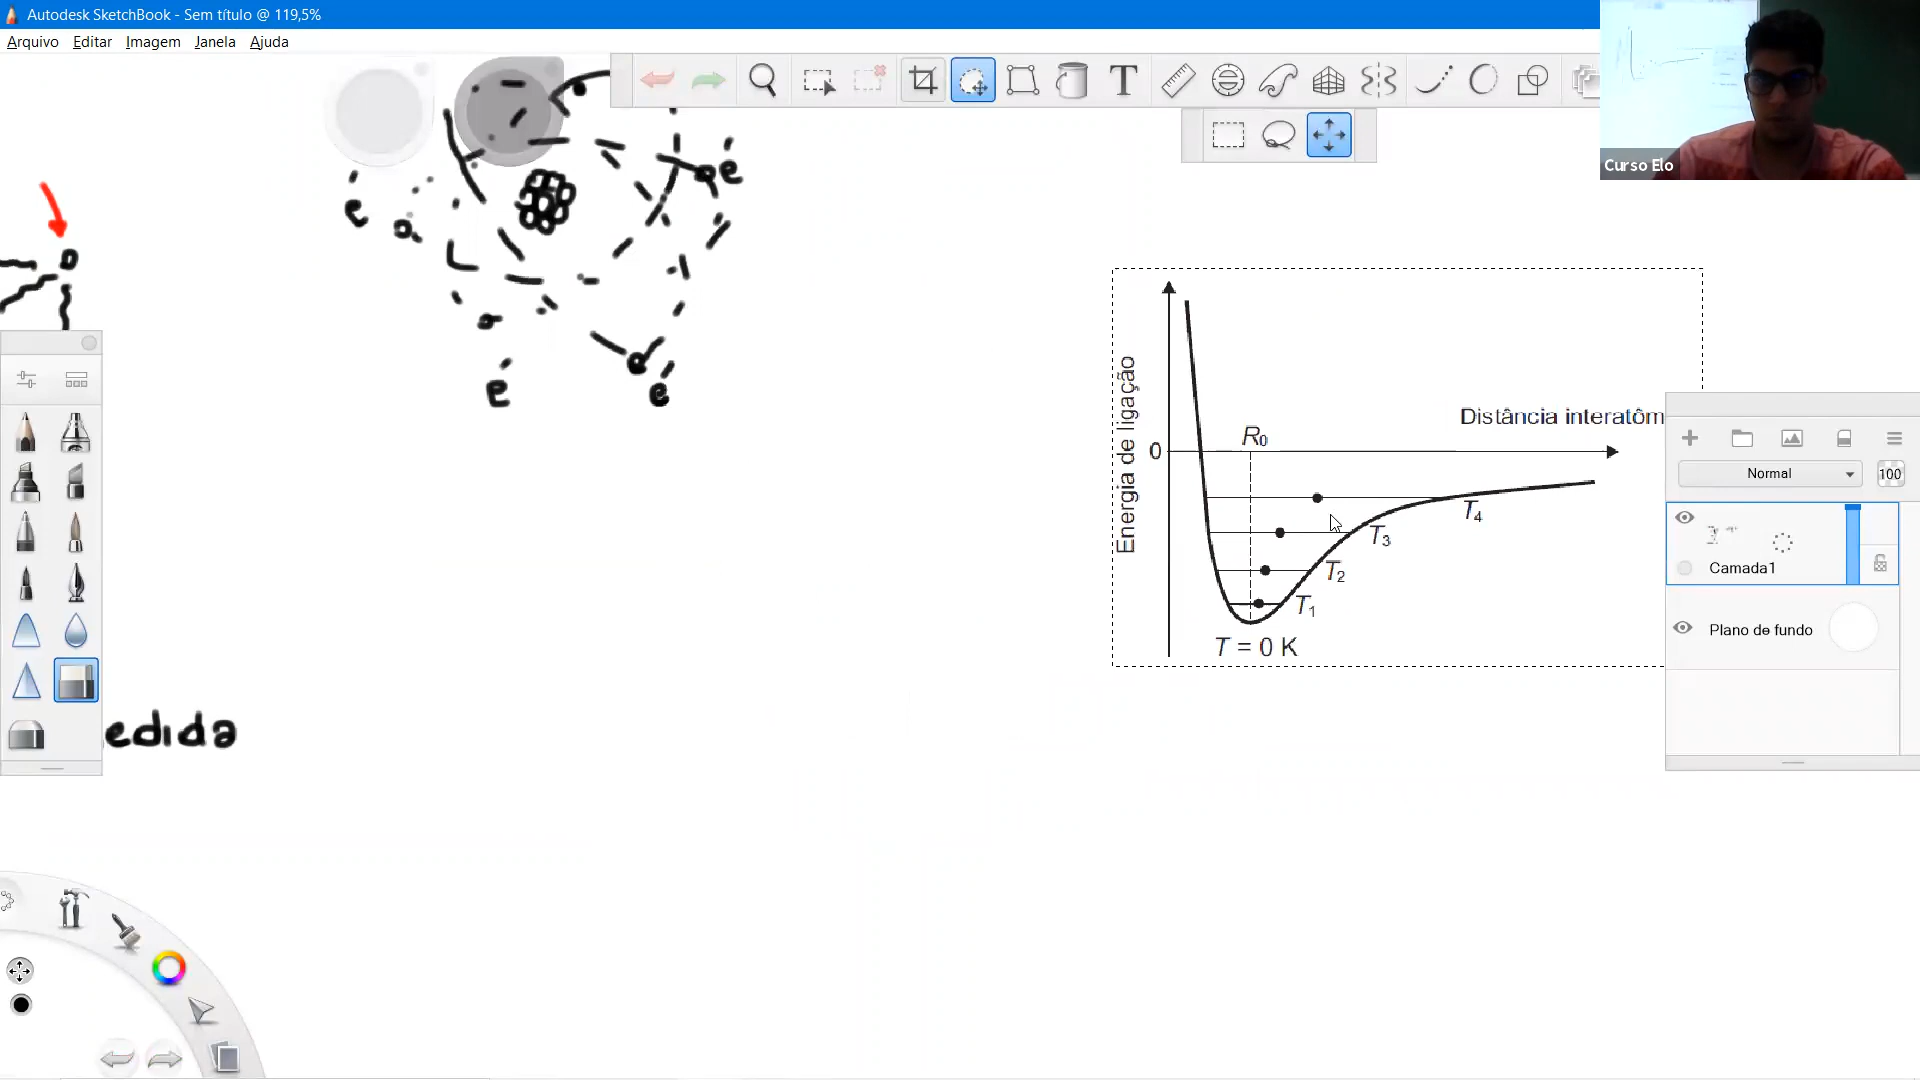 Autodesk SketchBook - Sem título @ 119,5%
Arquivo Editar Imagem Janela Ajuda
T
Curso Elo
é
é
é
é
edida
Energia de ligação
Distância interatôm
R0
0
T4
T3
T2
T1
T = 0 K
Normal
100
Camada1
Plano de fundo